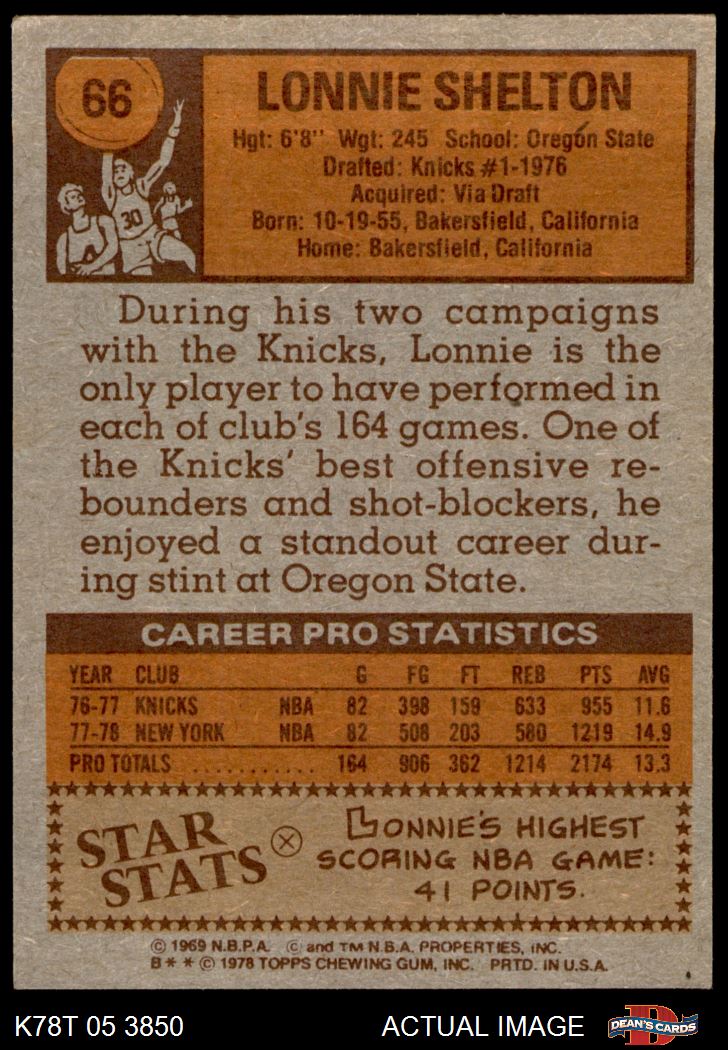 66
30
LONNIE SHELTON
Hgt: 6'8" Wgt: 245 School: Oregon State
Drafted: Knicks #1-1976
Acquired: Via Draft
Born: 10-19-55, Bakersfield, California
Home: Bakersfield, California
During his two campaigns
with the Knicks, Lonnie is the
only player to have performed in
each of club's 164 games. One of
the Knicks' best offensive re-
bounders and shot-blockers, he
enjoyed a standout career dur-
ing stint at Oregon State.
CAREER PRO STATISTICS
YEAR CLUB G FG FT REB PTS AVG
76-77 KNICKS NBA 82 398 159 633 955 11.6
77-78 NEW YORK NBA 82 508 203 580 1219 14.9
PRO TOTALS ........... 164 906 362 1214 2174 13.3
STAR
STATS
LONNIE'S HIGHEST
SCORING NBA GAME:
41 POINTS.
© 1969 N.B.P.A. © and TM N.B.A. PROPERTIES, INC.
B * * © 1978 TOPPS CHEWING GUM, INC. PRTD. IN U.S.A.
K78T 05 3850 ACTUAL IMAGE D DEAN'S CARDS